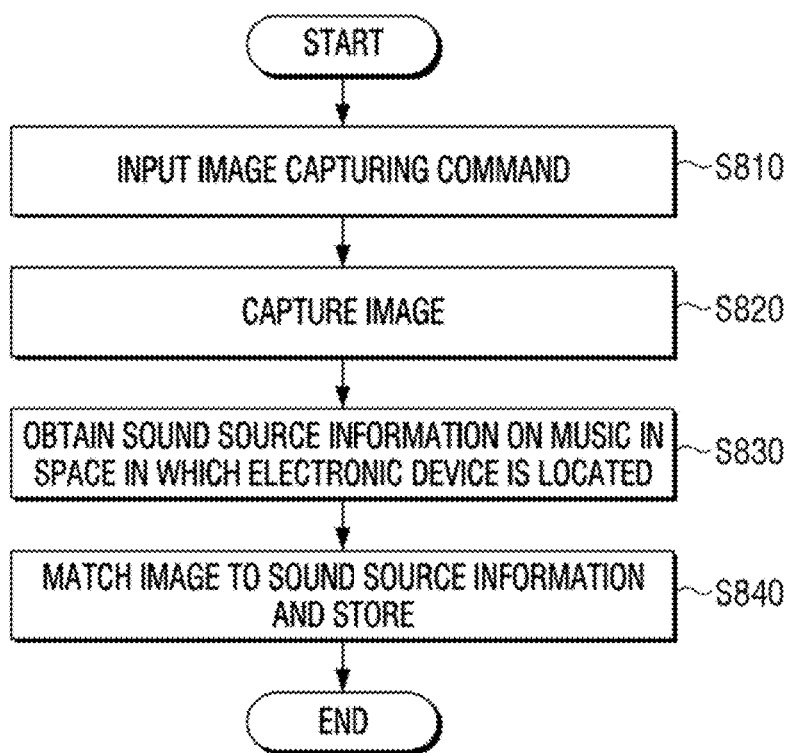 START
INPUT IMAGE CAPTURING COMMAND
S810
CAPTURE IMAGE
S820
OBTAIN SOUND SOURCE INFORMATION ON MUSIC IN
SPACE IN WHICH ELECTRONIC DEVICE IS LOCATED
S830
MATCH IMAGE TO SOUND SOURCE INFORMATION
AND STORE
S840
END